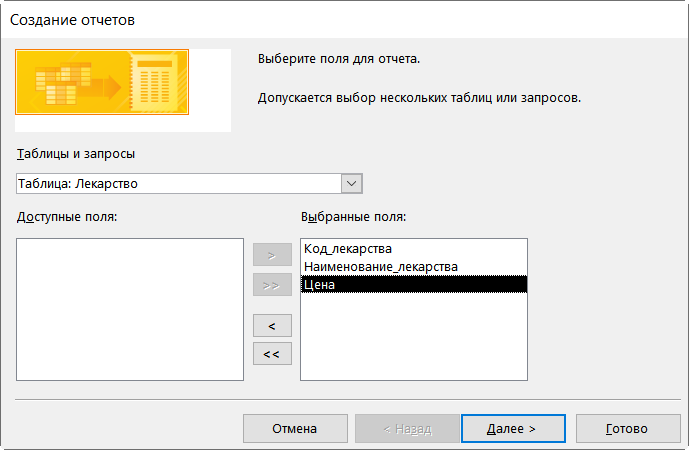 Создание отчетов
Выберите поля для отчета.
Допускается выбор нескольких таблиц или запросов.
Таблицы и запросы
Таблица: Лекарство
Доступные поля:
Выбранные поля:
Код_лекарства
Наименование_лекарства
Цена
>
>>
<
<<
Отмена
< Назад
Далее >
Готово